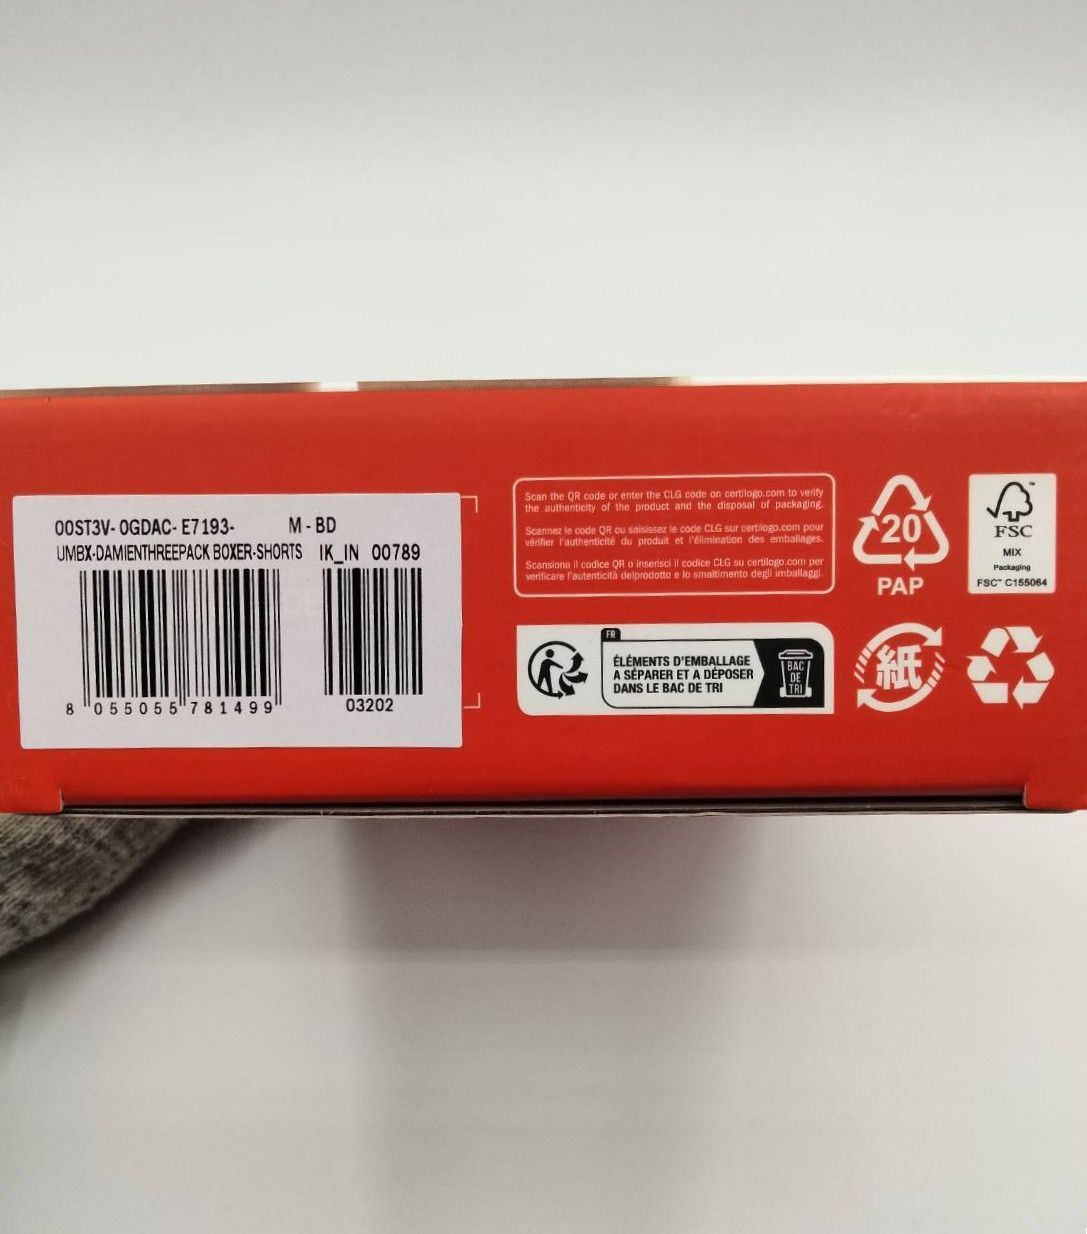 00ST3V- 0GDAC- E7193- M - BD
UMBX-DAMIENTHREEPACK BOXER-SHORTS IK_IN 00789
8 055055 781499
03202
Scan the QR code or enter the CLG code on certilogo.com to verify
the authenticity of the product and the disposal of packaging.
Scannez le code QR ou saisissez le code CLG sur certilogo.com pour
vérifier l'authenticité du produit et l'élimination des emballages.
Scansiona il codice QR o inserisci il codice CLG su certilogo.com per
verificare l'autenticità delprodotto e lo smaltimento degli imballaggi.
20
PAP
FSC
MIX
Packaging
FSC™ C155064
FR
ÉLÉMENTS D'EMBALLAGE
A SÉPARER ET A DÉPOSER
DANS LE BAC DE TRI
BAC
DE
TRI
紙